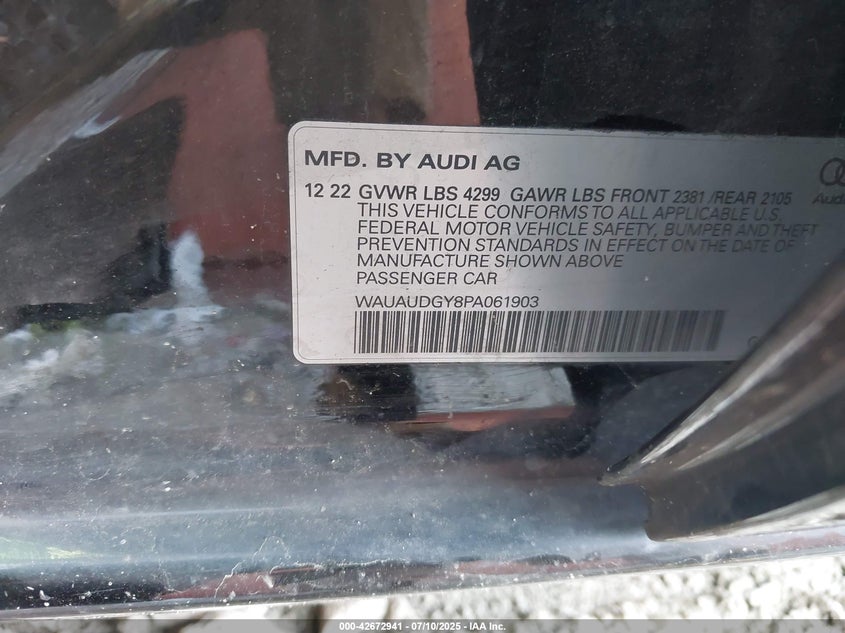 MFD. BY AUDI AG
12 22 GVWR LBS 4299 GAWR LBS FRONT 2381 /REAR 2105
THIS VEHICLE CONFORMS TO ALL APPLICABLE U.S.
FEDERAL MOTOR VEHICLE SAFETY, BUMPER AND THEFT
PREVENTION STANDARDS IN EFFECT ON THE DATE OF
MANUFACTURE SHOWN ABOVE
PASSENGER CAR
WAUAUDGY8PA061903
Audi
000-42672941 - 07/10/2025 - IAA Inc.